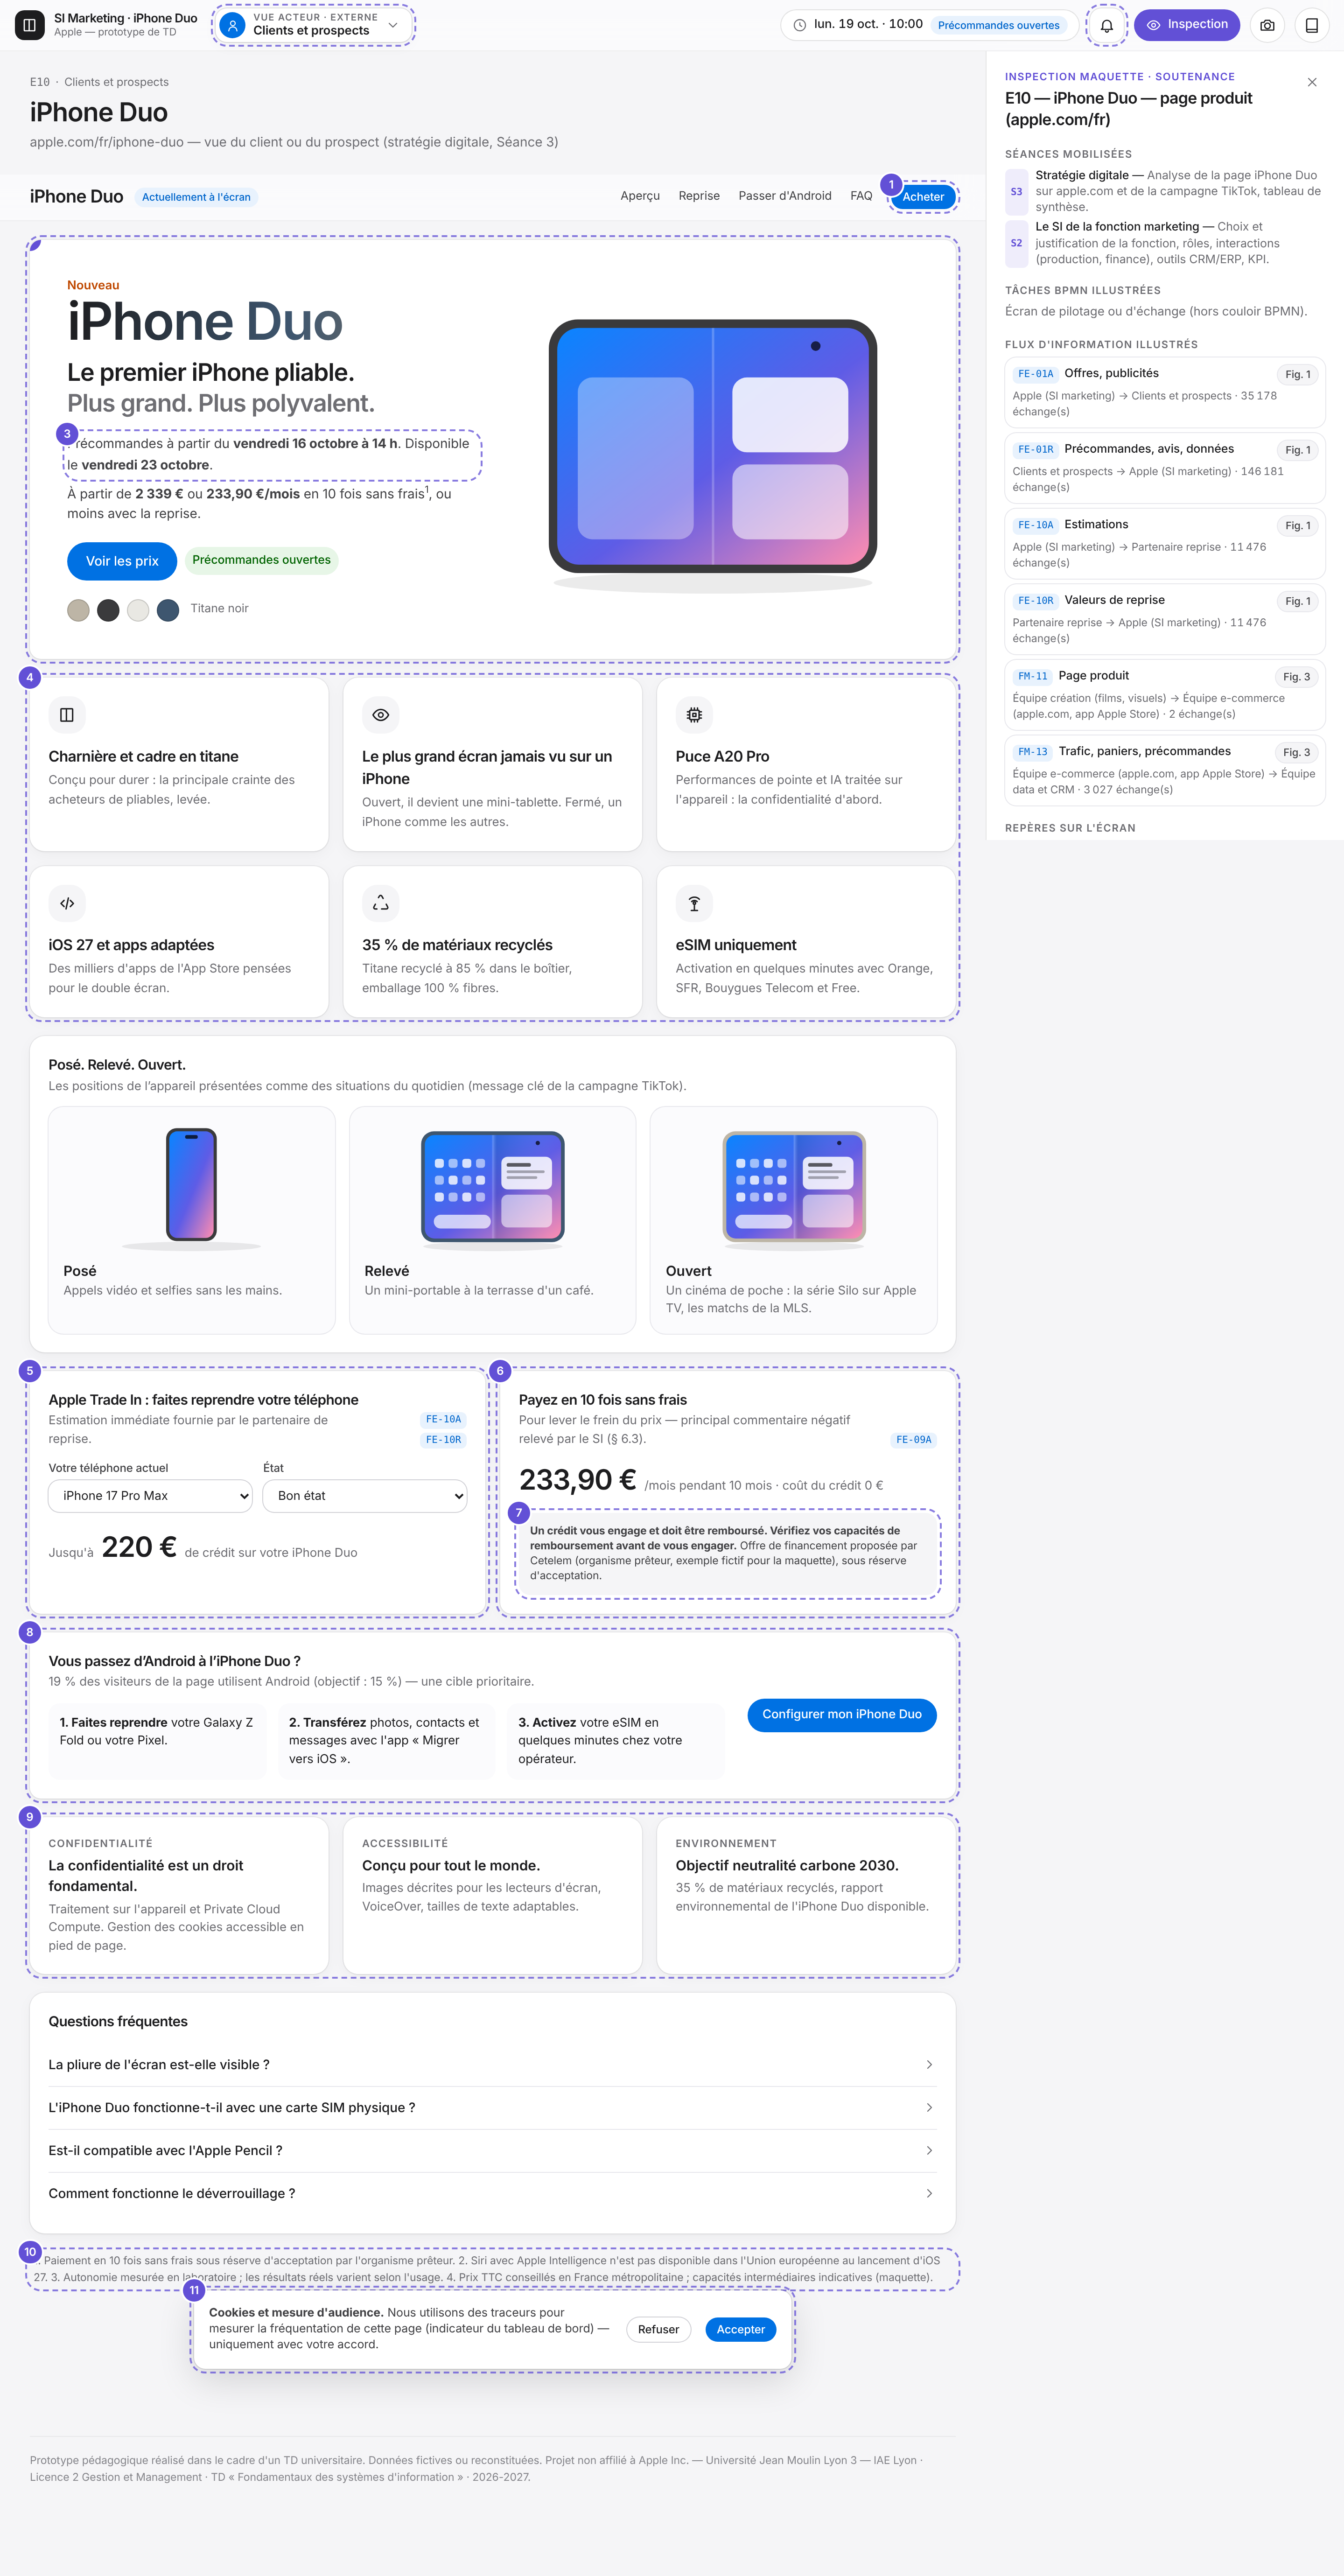 SI Marketing · iPhone Duo
Apple — prototype de TD
VUE ACTEUR · EXTERNE
Clients et prospects
lun. 19 oct. · 10:00
Précommandes ouvertes
Inspection
E10 · Clients et prospects
iPhone Duo
apple.com/fr/iphone-duo — vue du client ou du prospect (stratégie digitale, Séance 3)
iPhone Duo
Actuellement à l'écran
Aperçu
Reprise
Passer d'Android
FAQ
1
Acheter
Nouveau
iPhone Duo
Le premier iPhone pliable.
Plus grand. Plus polyvalent.
3
récommandes à partir du vendredi 16 octobre à 14 h. Disponible
le vendredi 23 octobre.
À partir de 2 339 € ou 233,90 €/mois en 10 fois sans frais1, ou
moins avec la reprise.
Voir les prix
Précommandes ouvertes
Titane noir
4
Charnière et cadre en titane
Conçu pour durer : la principale crainte des
acheteurs de pliables, levée.
Le plus grand écran jamais vu sur un
iPhone
Ouvert, il devient une mini-tablette. Fermé, un
iPhone comme les autres.
Puce A20 Pro
Performances de pointe et IA traitée sur
l'appareil : la confidentialité d'abord.
iOS 27 et apps adaptées
Des milliers d'apps de l'App Store pensées
pour le double écran.
35 % de matériaux recyclés
Titane recyclé à 85 % dans le boîtier,
emballage 100 % fibres.
eSIM uniquement
Activation en quelques minutes avec Orange,
SFR, Bouygues Telecom et Free.
Posé. Relevé. Ouvert.
Les positions de l’appareil présentées comme des situations du quotidien (message clé de la campagne TikTok).
Posé
Appels vidéo et selfies sans les mains.
Relevé
Un mini-portable à la terrasse d'un café.
Ouvert
Un cinéma de poche : la série Silo sur Apple
TV, les matchs de la MLS.
5
Apple Trade In : faites reprendre votre téléphone
Estimation immédiate fournie par le partenaire de
reprise.
FE-10A
FE-10R
Votre téléphone actuel
État
iPhone 17 Pro Max
Bon état
Jusqu'à 220 € de crédit sur votre iPhone Duo
6
Payez en 10 fois sans frais
Pour lever le frein du prix — principal commentaire négatif
relevé par le SI (§ 6.3).
FE-09A
233,90 € /mois pendant 10 mois · coût du crédit 0 €
7
Un crédit vous engage et doit être remboursé. Vérifiez vos capacités de
remboursement avant de vous engager. Offre de financement proposée par
Cetelem (organisme prêteur, exemple fictif pour la maquette), sous réserve
d'acceptation.
8
Vous passez d’Android à l’iPhone Duo ?
19 % des visiteurs de la page utilisent Android (objectif : 15 %) — une cible prioritaire.
1. Faites reprendre votre Galaxy Z
Fold ou votre Pixel.
2. Transférez photos, contacts et
messages avec l'app « Migrer
vers iOS ».
3. Activez votre eSIM en
quelques minutes chez votre
opérateur.
Configurer mon iPhone Duo
9
CONFIDENTIALITÉ
La confidentialité est un droit
fondamental.
Traitement sur l'appareil et Private Cloud
Compute. Gestion des cookies accessible en
pied de page.
ACCESSIBILITÉ
Conçu pour tout le monde.
Images décrites pour les lecteurs d'écran,
VoiceOver, tailles de texte adaptables.
ENVIRONNEMENT
Objectif neutralité carbone 2030.
35 % de matériaux recyclés, rapport
environnemental de l'iPhone Duo disponible.
Questions fréquentes
La pliure de l'écran est-elle visible ?
L'iPhone Duo fonctionne-t-il avec une carte SIM physique ?
Est-il compatible avec l'Apple Pencil ?
Comment fonctionne le déverrouillage ?
10
. Paiement en 10 fois sans frais sous réserve d'acceptation par l'organisme prêteur. 2. Siri avec Apple Intelligence n'est pas disponible dans l'Union européenne au lancement d'iOS
27. 3. Autonomie mesurée en laboratoire ; les résultats réels varient selon l'usage. 4. Prix TTC conseillés en France métropolitaine ; capacités intermédiaires indicatives (maquette).
11
Cookies et mesure d'audience. Nous utilisons des traceurs pour
mesurer la fréquentation de cette page (indicateur du tableau de bord) —
uniquement avec votre accord.
Refuser
Accepter
Prototype pédagogique réalisé dans le cadre d'un TD universitaire. Données fictives ou reconstituées. Projet non affilié à Apple Inc. — Université Jean Moulin Lyon 3 — IAE Lyon ·
Licence 2 Gestion et Management · TD « Fondamentaux des systèmes d'information » · 2026-2027.
INSPECTION MAQUETTE · SOUTENANCE
E10 — iPhone Duo — page produit
(apple.com/fr)
SÉANCES MOBILISÉES
S3
Stratégie digitale — Analyse de la page iPhone Duo
sur apple.com et de la campagne TikTok, tableau de
synthèse.
S2
Le SI de la fonction marketing — Choix et
justification de la fonction, rôles, interactions
(production, finance), outils CRM/ERP, KPI.
TÂCHES BPMN ILLUSTRÉES
Écran de pilotage ou d'échange (hors couloir BPMN).
FLUX D'INFORMATION ILLUSTRÉS
FE-01A Offres, publicités
Fig. 1
Apple (SI marketing) → Clients et prospects · 35 178
échange(s)
FE-01R Précommandes, avis, données
Fig. 1
Clients et prospects → Apple (SI marketing) · 146 181
échange(s)
FE-10A Estimations
Fig. 1
Apple (SI marketing) → Partenaire reprise · 11 476
échange(s)
FE-10R Valeurs de reprise
Fig. 1
Partenaire reprise → Apple (SI marketing) · 11 476
échange(s)
FM-11 Page produit
Fig. 3
Équipe création (films, visuels) → Équipe e-commerce
(apple.com, app Apple Store) · 2 échange(s)
FM-13 Trafic, paniers, précommandes
Fig. 3
Équipe e-commerce (apple.com, app Apple Store) → Équipe
data et CRM · 3 027 échange(s)
REPÈRES SUR L'ÉCRAN